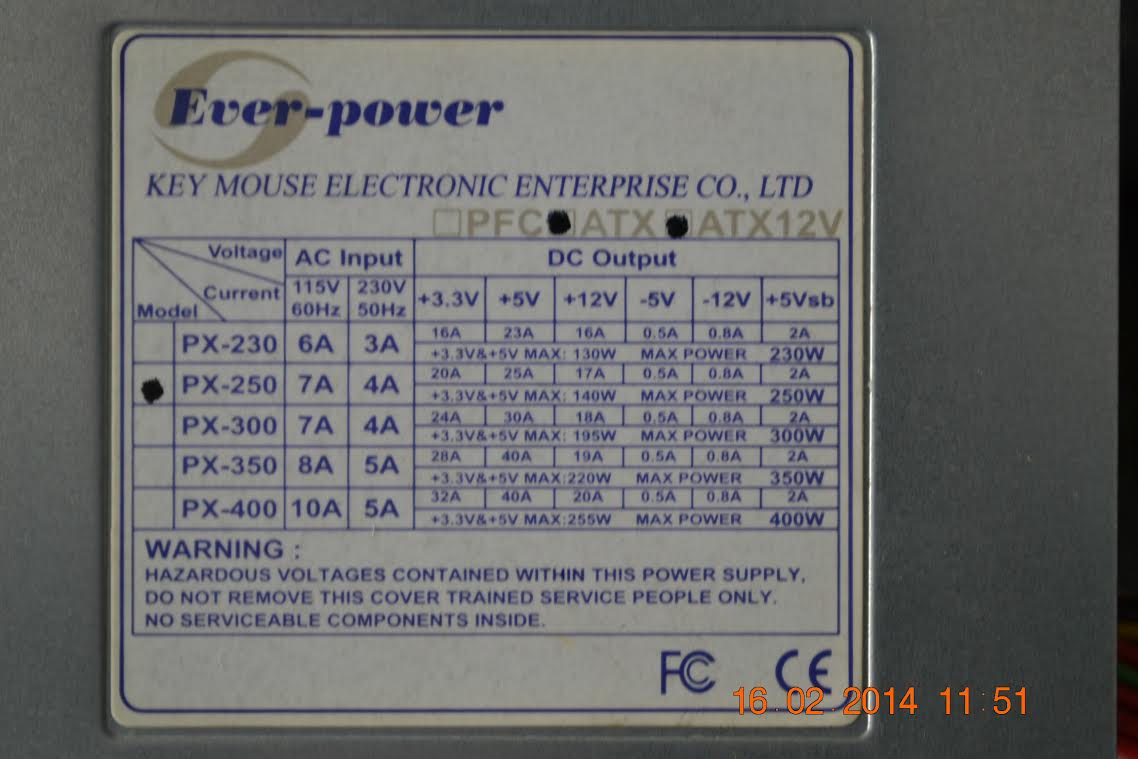 Ever-power
KEY MOUSE ELECTRONIC ENTERPRISE CO., LTD
PFC ATX ATX12V
Voltage AC Input DC Output
Current 115V 230V +3.3V +5V +12V -5V -12V +5Vsb
Model 60Hz 50Hz
16A 23A 16A 0.5A 0.8A 2A
PX-230 6A 3A
+3.3V&+5V MAX: 130W MAX POWER 230W
20A 25A 17A 0.5A 0.8A 2A
PX-250 7A 4A
+3.3V&+5V MAX: 140W MAX POWER 250W
24A 30A 18A 0.5A 0.8A 2A
PX-300 7A 4A
+3.3V&+5V MAX: 195W MAX POWER 300W
28A 40A 19A 0.5A 0.8A 2A
PX-350 8A 5A
+3.3V&+5V MAX:220W MAX POWER 350W
32A 40A 20A 0.5A 0.8A 2A
PX-400 10A 5A
+3.3V&+5V MAX:255W MAX POWER 400W
WARNING :
HAZARDOUS VOLTAGES CONTAINED WITHIN THIS POWER SUPPLY,
DO NOT REMOVE THIS COVER TRAINED SERVICE PEOPLE ONLY.
NO SERVICEABLE COMPONENTS INSIDE.
FC CE
16.02.2014 11:51